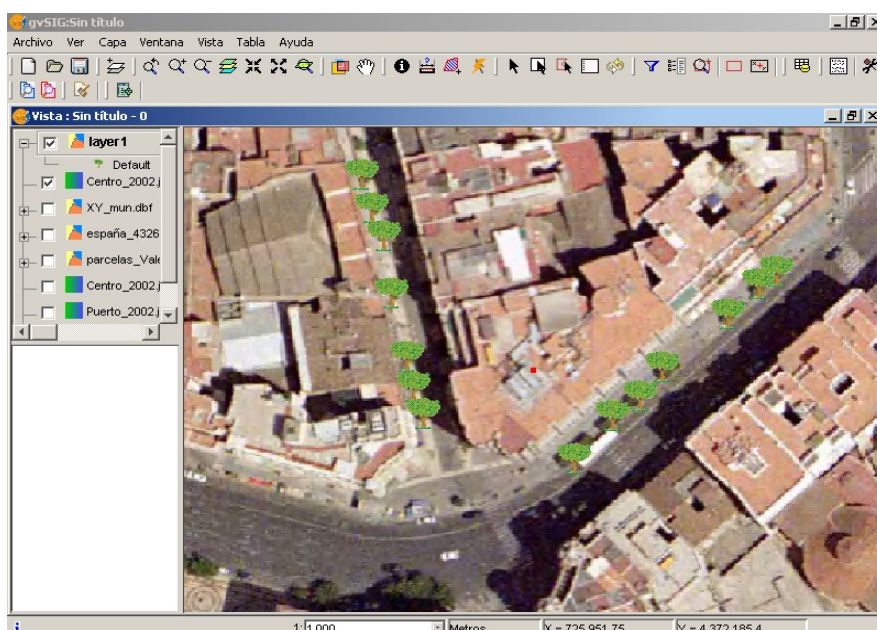 gvSIG:Sin título
Archivo Ver Capa Ventana Vista Tabla Ayuda
Vista : Sin título - 0
layer1
Default
Centro_2002.j
XY_mun.dbf
españa_4326
parcelas_Vale
Centro_2002.j
Puerto_2002.j
1: 1.000 Metros X = 725.951,75 Y = 4.372.185,4